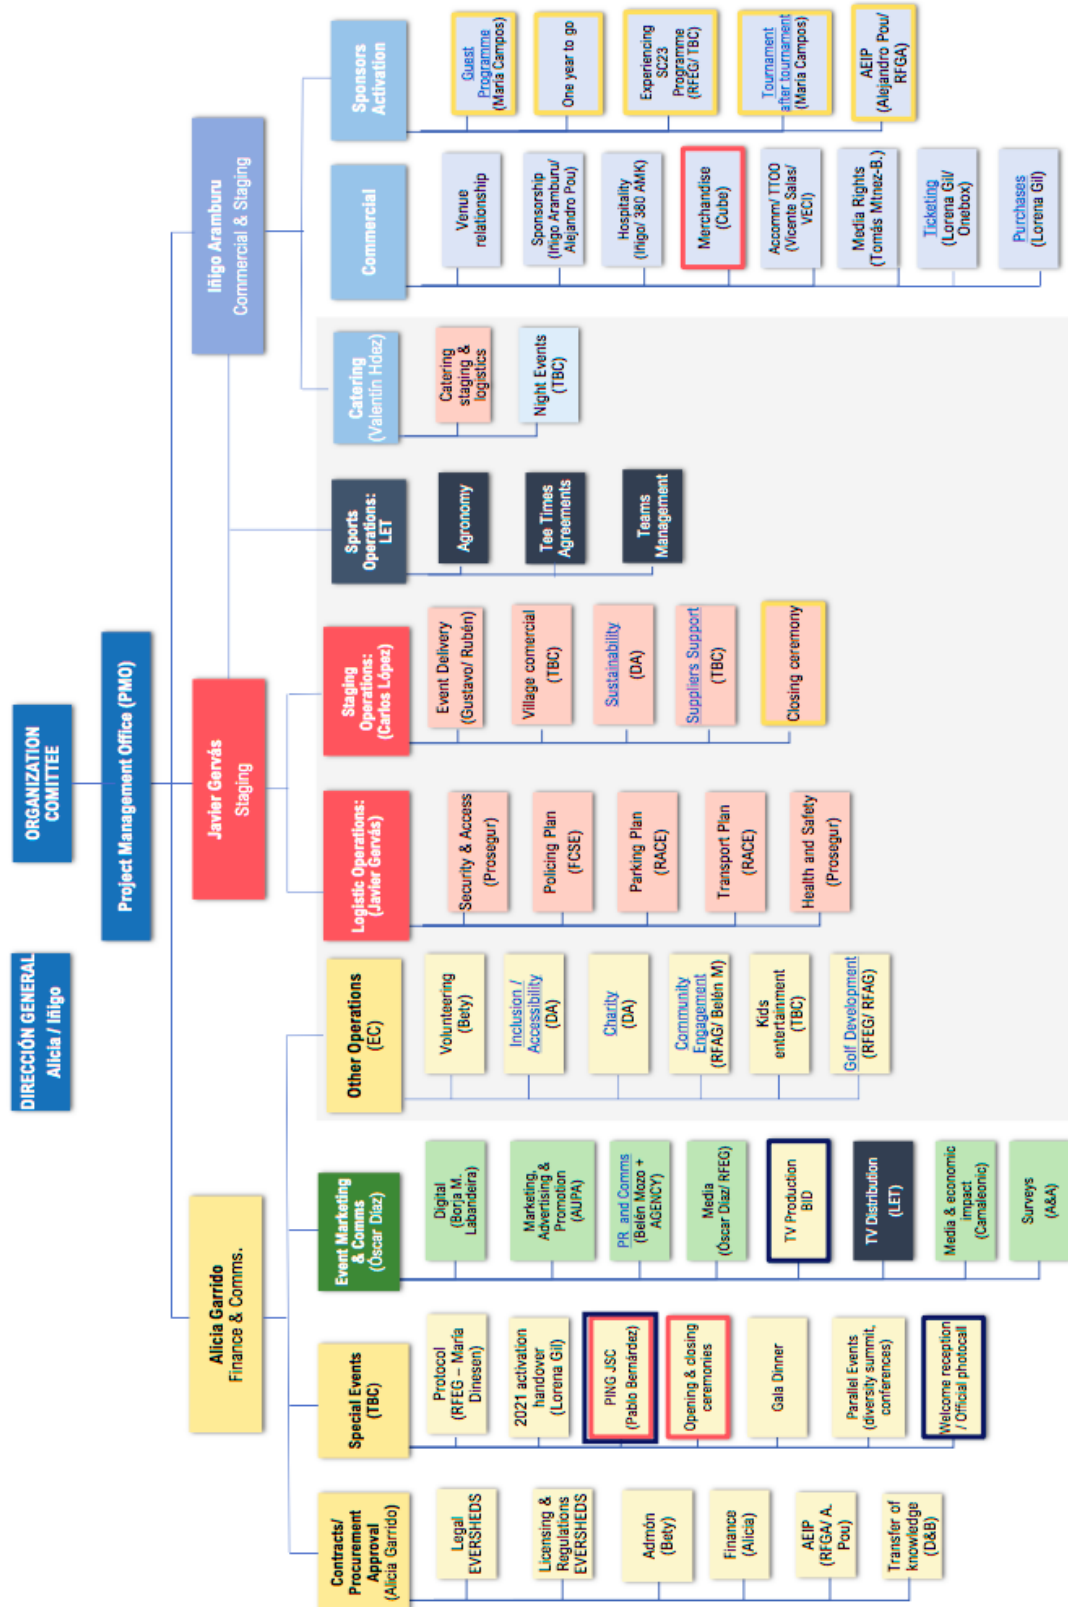 DIRECCIÓN GENERAL
Alicia / Iñigo
ORGANIZATION
COMITTEE
Project Management Office (PMO)
Alicia Garrido
Finance & Comms.
Javier Gervás
Staging
Iñigo Aramburu
Commercial & Staging
Contracts/
Procurement
Approval
(Alicia Garrido)
Legal
EVERSHEDS
Licensing &
Regulations
EVERSHEDS
Admón
(Bety)
Finance
(Alicia)
AEIP
(RFGA/ A.
Pou)
Transfer of
knowledge
(D&B)
Special Events
(TBC)
Protocol
(RFEG – María
Dinesen)
2021 activation
handover
(Lorena Gil)
PING JSC
(Pablo Bernárdez)
Opening & closing
ceremonies
Gala Dinner
Parallel Events
(diversity summit,
conferences)
Welcome reception
/ Official photocall
Event Marketing
& Comms
(Óscar Díaz)
Digital
(Borja M.
Labandeira)
Marketing,
Advertising &
Promotion
(AUPA)
PR and Comms
(Belén Mozo +
AGENCY)
Media
(Óscar Díaz/ RFEG)
TV Production
BID
TV Distribution
(LET)
Media & economic
impact
(Camaleonic)
Surveys
(A&A)
Other Operations
(EC)
Volunteering
(Bety)
Inclusion /
Accessibility
(DA)
Charity
(DA)
Community
Engagement
(RFAG/ Belén M)
Kids
entertainment
(TBC)
Golf Development
(RFEG/ RFAG)
Logistic Operations:
(Javier Gervás)
Security & Access
(Prosegur)
Policing Plan
(FCSE)
Parking Plan
(RACE)
Transport Plan
(RACE)
Health and Safety
(Prosegur)
Staging
Operations:
(Carlos López)
Event Delivery
(Gustavo/ Rubén)
Village comercial
(TBC)
Sustainability
(DA)
Suppliers Support
(TBC)
Closing ceremony
Sports
Operations:
LET
Agronomy
Tee Times
Agreements
Teams
Management
Catering
(Valentín Hdez)
Catering
staging &
logistics
Night Events
(TBC)
Commercial
Venue
relationship
Sponsorship
(Iñigo Aramburu/
Alejandro Pou)
Hospitality
(Iñigo/ 380 AMK)
Merchandise
(Cube)
Accomm/ TTOO
(Vicente Salas/
VECI)
Media Rights
(Tomás Mtnez-B.)
Ticketing
(Lorena Gil/
Onebox)
Purchases
(Lorena Gil)
Sponsors
Activation
Guest
Programme
(María Campos)
One year to go
Experiencing
SC23
Programme
(RFEG/ TBC)
Tournament
after tournament
(María Campos)
AEIP
(Alejandro Pou/
RFGA)